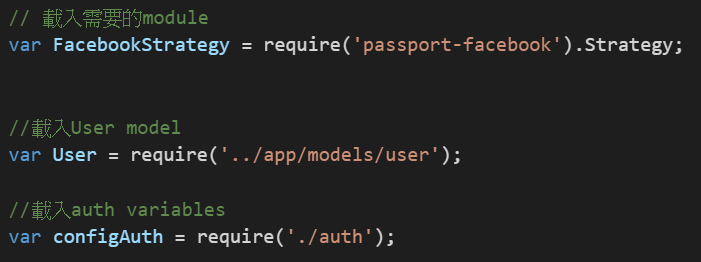 // 載入需要的module
var FacebookStrategy = require('passport-facebook').Strategy;
//載入User model
var User = require('../app/models/user');
//載入auth variables
var configAuth = require('./auth');